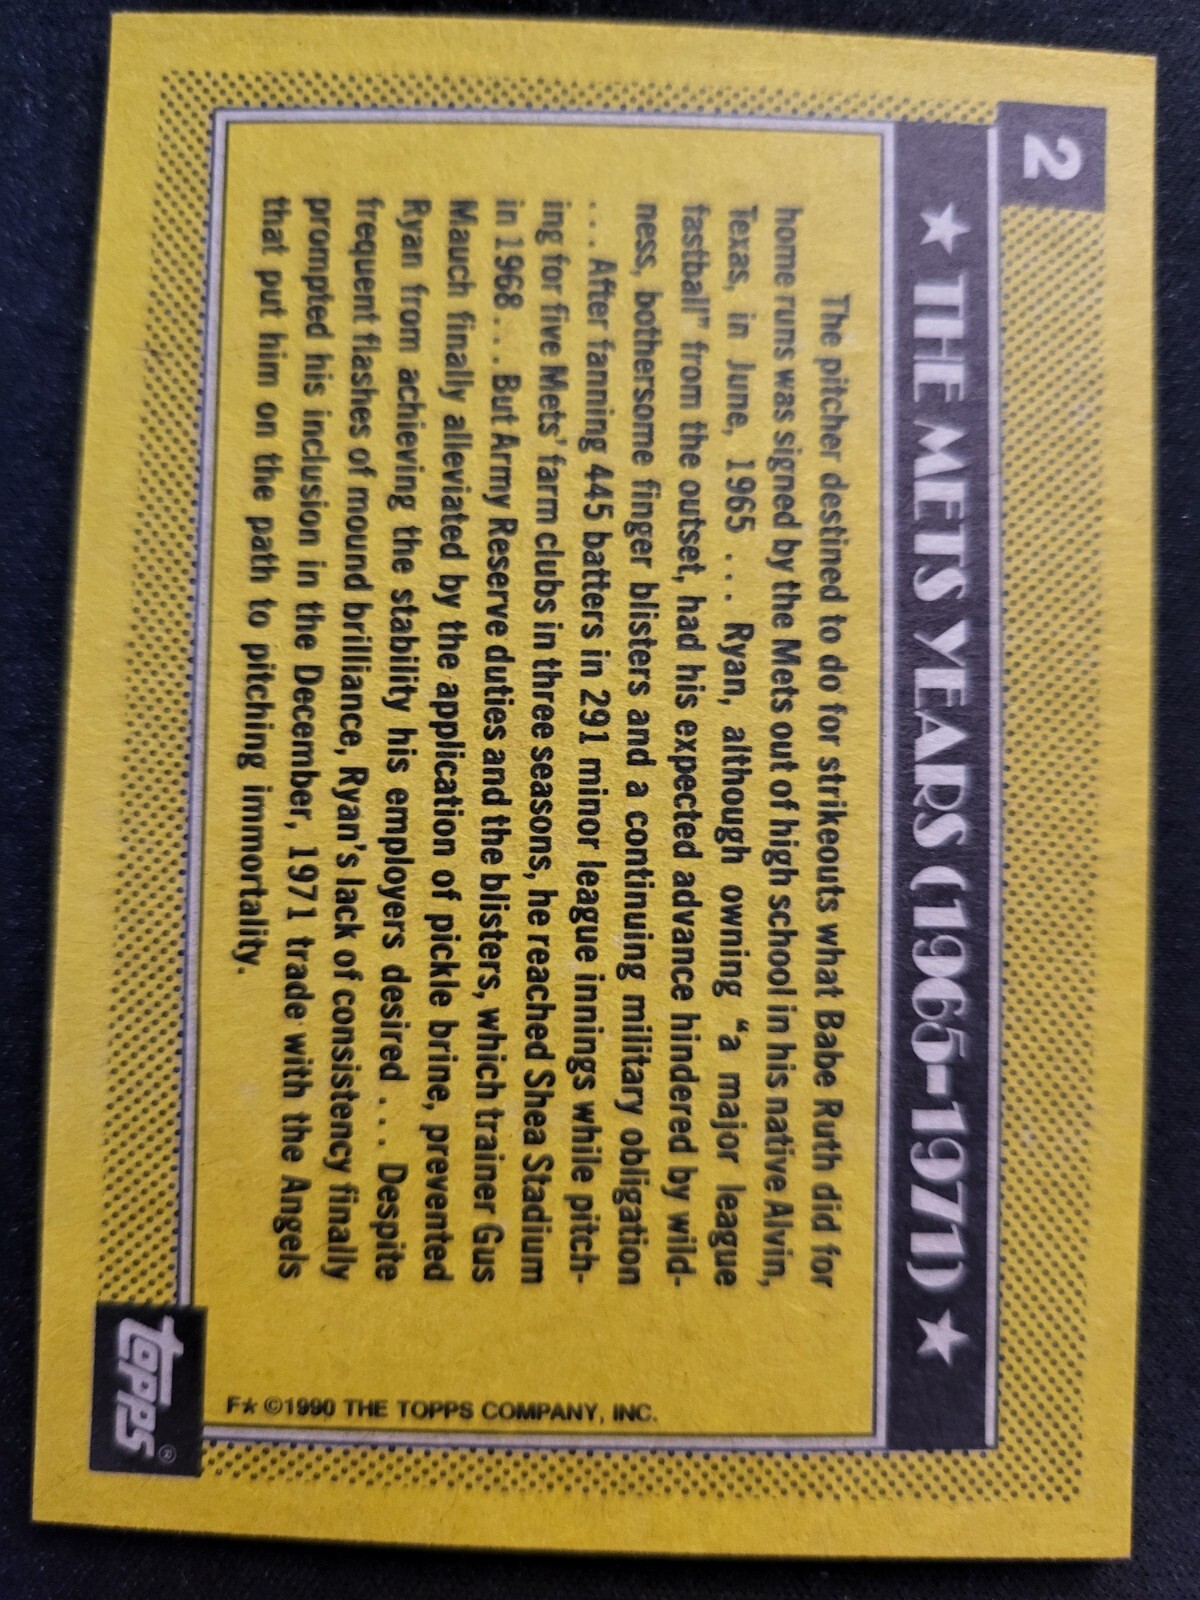 2
★ THE METS YEARS (1965-1971) ★
The pitcher destined to do for strikeouts what Babe Ruth did for
home runs was signed by the Mets out of high school in his native Alvin,
Texas, in June, 1965 . . . Ryan, although owning “a major league
fastball” from the outset, had his expected advance hindered by wild-
ness, bothersome finger blisters and a continuing military obligation
. . . After fanning 445 batters in 291 minor league innings while pitch-
ing for five Mets' farm clubs in three seasons, he reached Shea Stadium
in 1968 . . . But Army Reserve duties and the blisters, which trainer Gus
Mauch finally alleviated by the application of pickle brine, prevented
Ryan from achieving the stability his employers desired . . . Despite
frequent flashes of mound brilliance, Ryan's lack of consistency finally
prompted his inclusion in the December, 1971 trade with the Angels
that put him on the path to pitching immortality.
F★ ©1990 THE TOPPS COMPANY, INC.
topps®